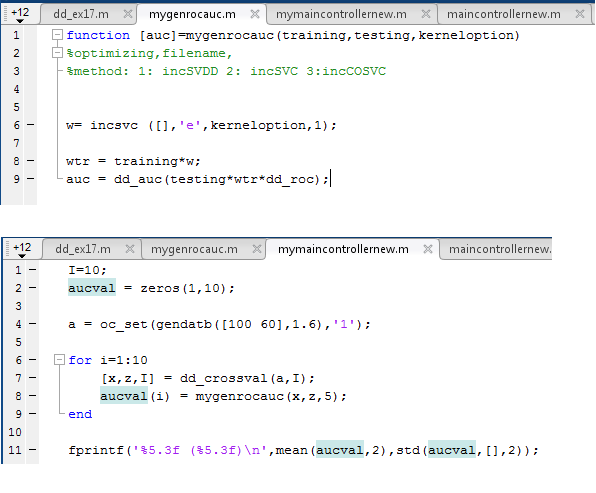 +12 dd_ex17.m mygenrocauc.m mymaincontrollernew.m maincontrollernew.m
1 function [auc]=mygenrocauc(training,testing,kerneloption)
2 %optimizing,filename,
3 %method: 1: incSVDD 2: incSVC 3:incCOSVC
4
5
6 w= incsvc ([],'e',kerneloption,1);
7
8 wtr = training*w;
9 auc = dd_auc(testing*wtr*dd_roc);
+12 dd_ex17.m mygenrocauc.m mymaincontrollernew.m maincontrollernew.
1 I=10;
2 aucval = zeros(1,10);
3
4 a = oc_set(gendatb([100 60],1.6),'1');
5
6 for i=1:10
7 [x,z,I] = dd_crossval(a,I);
8 aucval(i) = mygenrocauc(x,z,5);
9 end
10
11 fprintf('%5.3f (%5.3f)\n',mean(aucval,2),std(aucval,[],2));